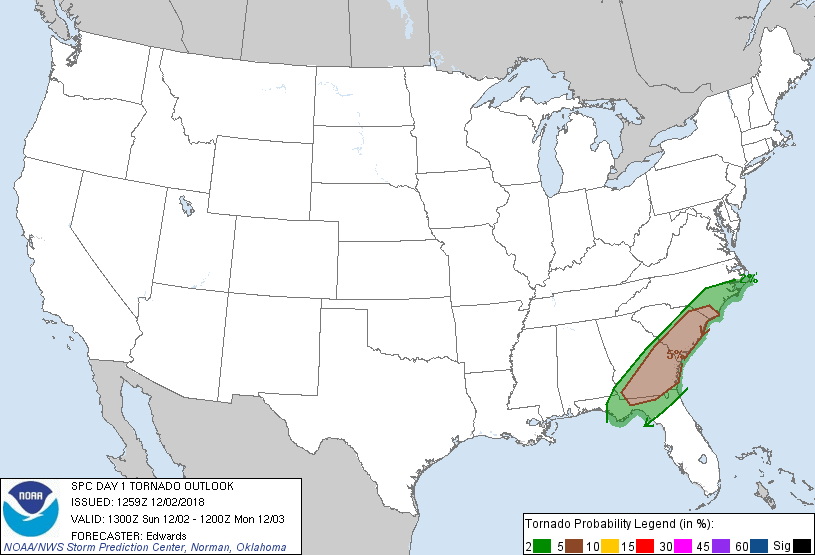 2%
5%
SPC DAY 1 TORNADO OUTLOOK
ISSUED: 1259Z 12/02/2018
VALID: 1300Z Sun 12/02 - 1200Z Mon 12/03
FORECASTER: Edwards
NOAA/NWS Storm Prediction Center, Norman, Oklahoma
NOAA
Tornado Probability Legend (in %):
2 5 10 15 30 45 60 Sig